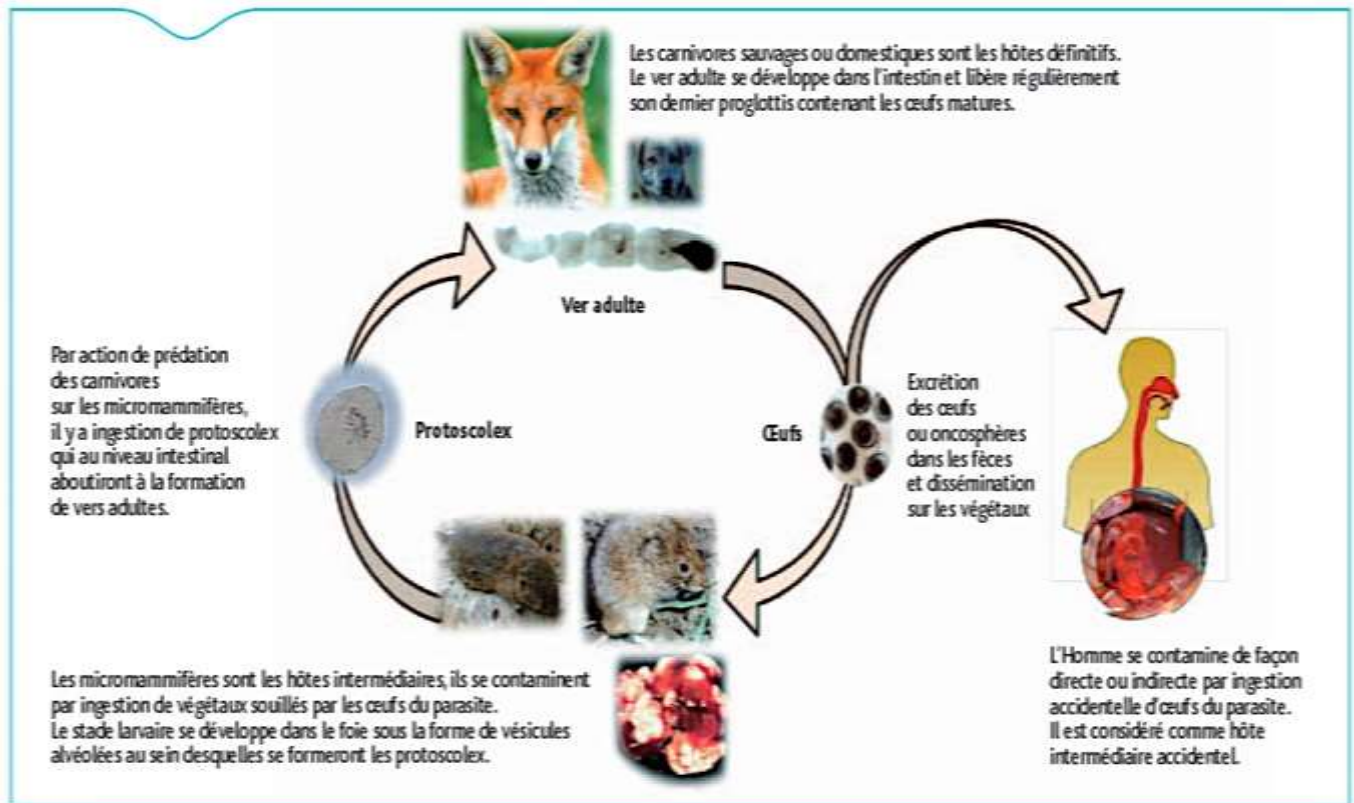 Les carnivores sauvages ou domestiques sont les hôtes définitifs.
Le ver adulte se développe dans l'intestin et libère régulièrement
son dernier proglottis contenant les œufs matures.
Ver adulte
Par action de prédation
des carnivores
sur les micromammifères,
il y a ingestion de protoscolex
qui au niveau intestinal
aboutiront à la formation
de vers adultes.
Protoscolex
Œufs
Excrétion
des œufs
ou oncosphères
dans les fèces
et dissémination
sur les végétaux
Les micromammifères sont les hôtes intermédiaires, ils se contaminent
par ingestion de végétaux souillés par les œufs du parasite.
Le stade larvaire se développe dans le foie sous la forme de vésicules
alvéolées au sein desquelles se formeront les protoscolex.
L'Homme se contamine de façon
directe ou indirecte par ingestion
accidentelle d'œufs du parasite.
Il est considéré comme hôte
intermédiaire accidentel.